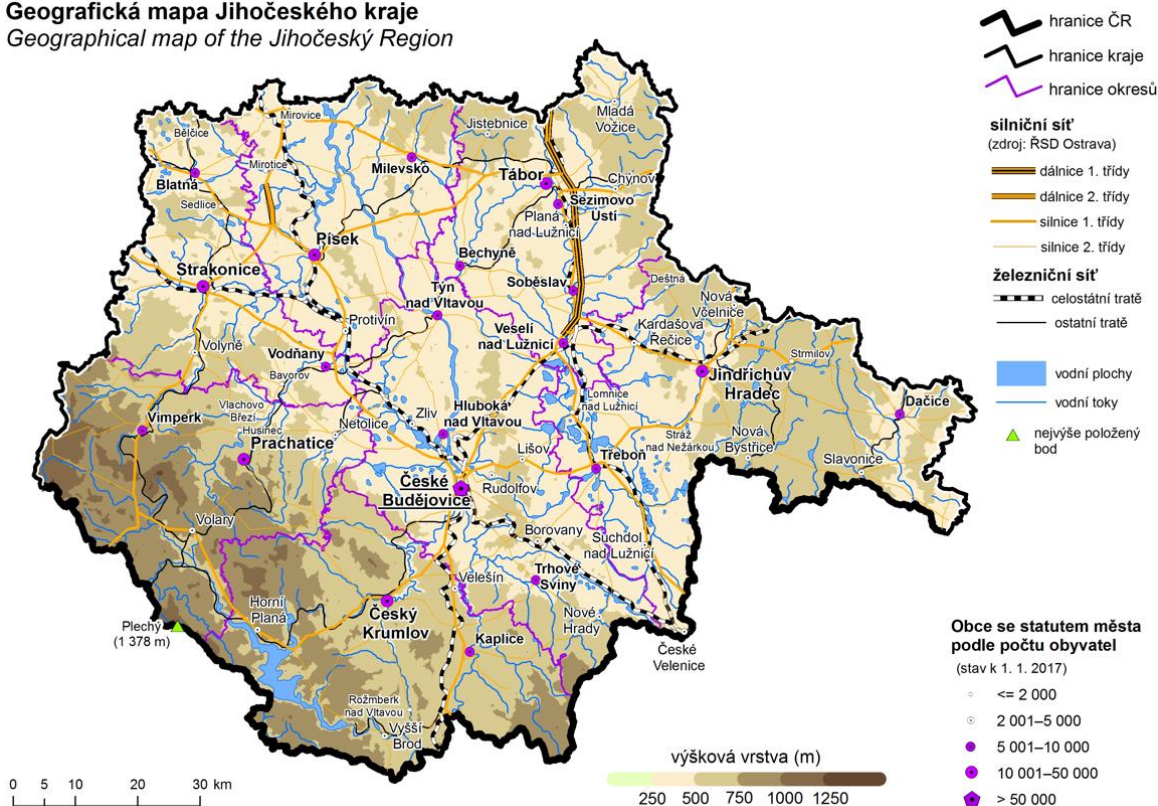 Geografická mapa Jihočeského kraje
Geographical map of the Jihočeský Region
hranice ČR
hranice kraje
hranice okresů
silniční síť
(zdroj: ŘSD Ostrava)
dálnice 1. třídy
dálnice 2. třídy
silnice 1. třídy
silnice 2. třídy
železniční síť
celostátní tratě
ostatní tratě
vodní plochy
vodní toky
nejvýše položený
bod
Obce se statutem města
podle počtu obyvatel
(stav k 1. 1. 2017)
<= 2 000
2 001–5 000
5 001–10 000
10 001–50 000
> 50 000
Mladá
Vožice
Mirovice
Jistebnice
Bělčice
Mirotice
Milevsko
Tábor
Chýnov
Blatná
Sedlice
Sezimovo
Ústí
Planá
nad Lužnicí
Písek
Bechyně
Strakonice
Týn
nad Vltavou
Soběslav
Deštná
Nová
Včelnice
Protivín
Veselí
nad Lužnicí
Kardašova
Řečice
Volyně
Vodňany
Bavorov
Strmilov
Jindřichův
Hradec
Lomnice
nad Lužnicí
Dačice
Vimperk
Vlachovo
Březí
Husinec
Zliv
Hluboká
nad Vltavou
Netolice
Prachatice
Stráž
nad Nežárkou
Nová
Bystřice
Lišov
Třeboň
Slavonice
České
Budějovice
Rudolfov
Volary
Borovany
Suchdol
nad Lužnicí
Velešín
Trhové
Sviny
Horní
Planá
Český
Krumlov
Nové
Hrady
Plechý
(1 378 m)
Kaplice
České
Velenice
Rožmberk
nad Vltavou
Vyšší
Brod
výšková vrstva (m)
250 500 750 1000 1250
0 5 10 20 30 km